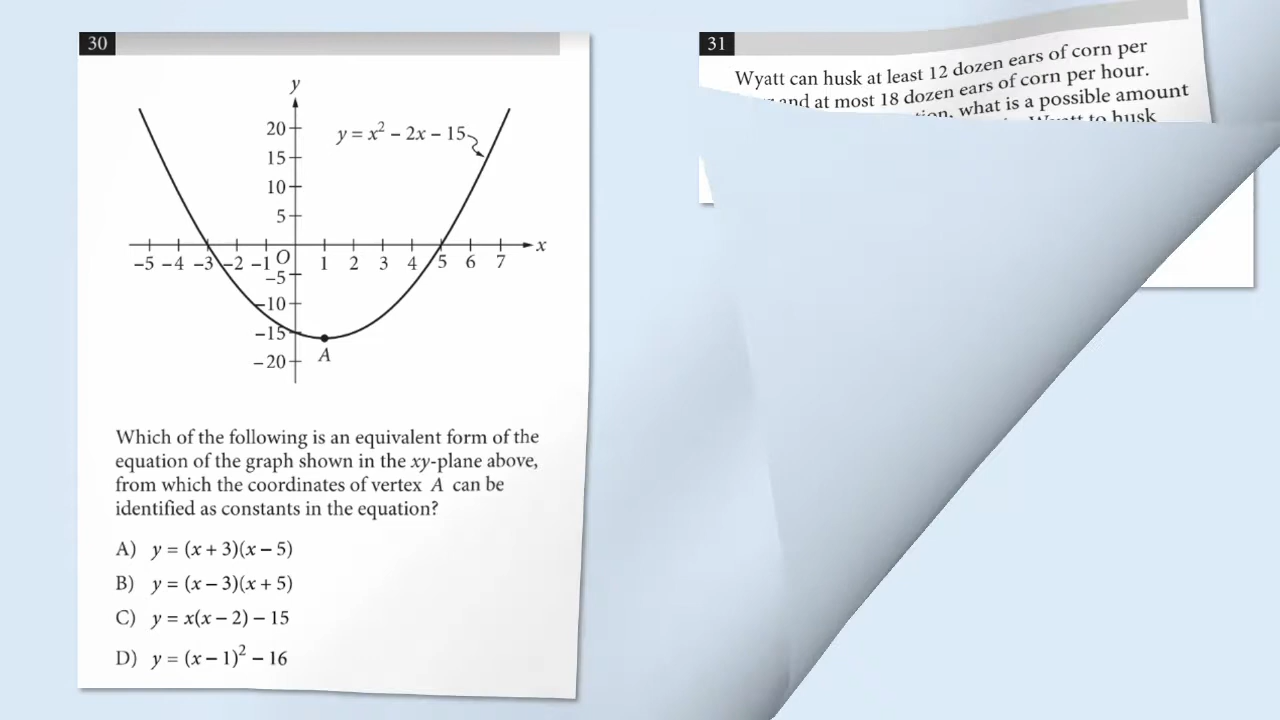 30
y
20
y = x² − 2x − 15
15
10
5
x
−5 −4 −3 −2 −1 O 1 2 3 4 5 6 7
−5
−10
−15
−20
A
Which of the following is an equivalent form of the
equation of the graph shown in the xy-plane above,
from which the coordinates of vertex A can be
identified as constants in the equation?
A) y = (x + 3)(x − 5)
B) y = (x − 3)(x + 5)
C) y = x(x − 2) − 15
D) y = (x − 1)² − 16
31
Wyatt can husk at least 12 dozen ears of corn per
and at most 18 dozen ears of corn per hour.
what is a possible amount
to husk